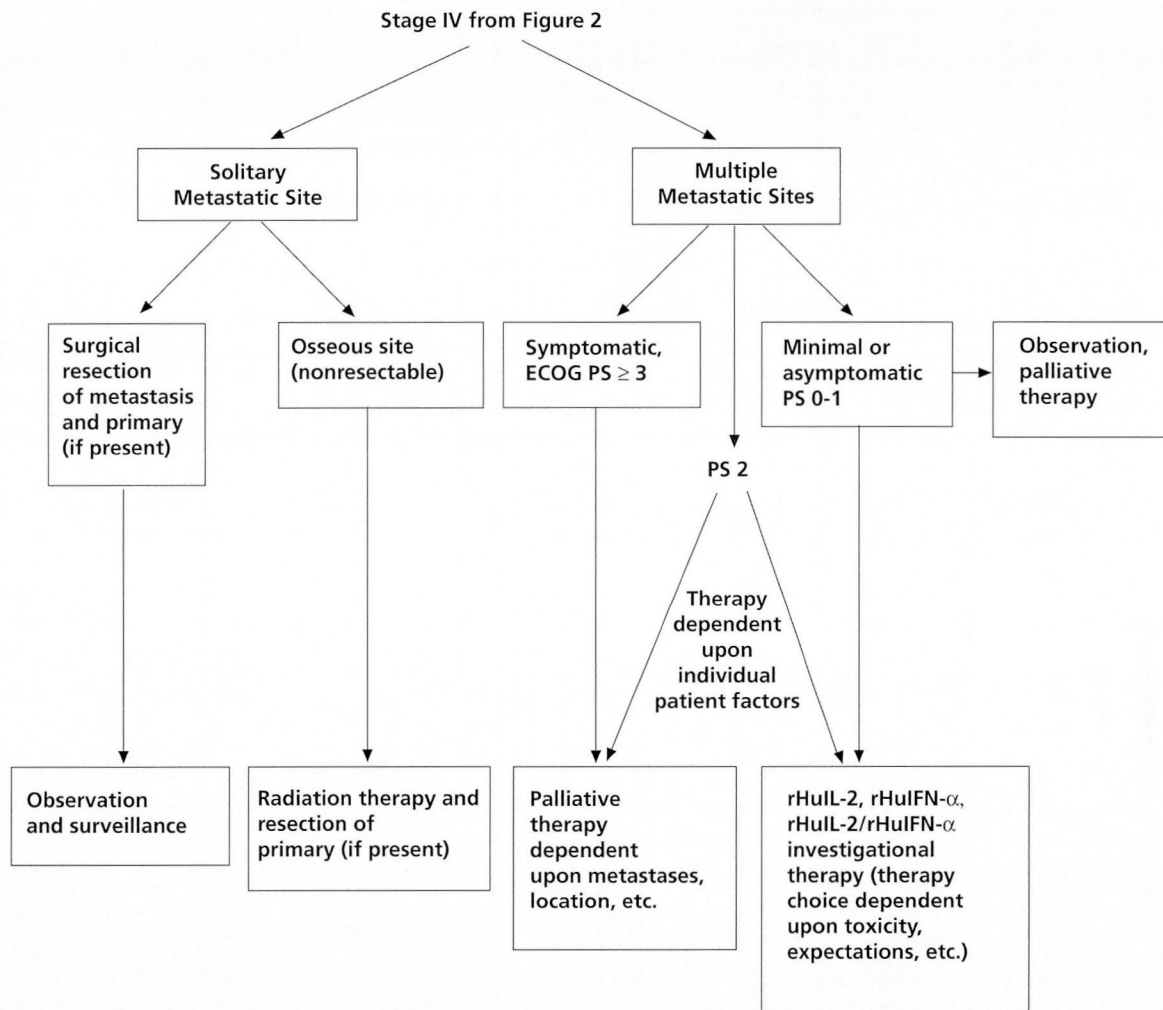 Stage IV from Figure 2
Solitary
Metastatic Site
Multiple
Metastatic Sites
Surgical
resection
of metastasis
and primary
(if present)
Osseous site
(nonresectable)
Symptomatic,
ECOG PS ≥ 3
Minimal or
asymptomatic
PS 0-1
Observation,
palliative
therapy
PS 2
Therapy
dependent
upon
individual
patient factors
Observation
and surveillance
Radiation therapy and
resection of
primary (if present)
Palliative
therapy
dependent
upon metastases,
location, etc.
rHuIL-2, rHuIFN-α,
rHuIL-2/rHuIFN-α
investigational
therapy (therapy
choice dependent
upon toxicity,
expectations, etc.)